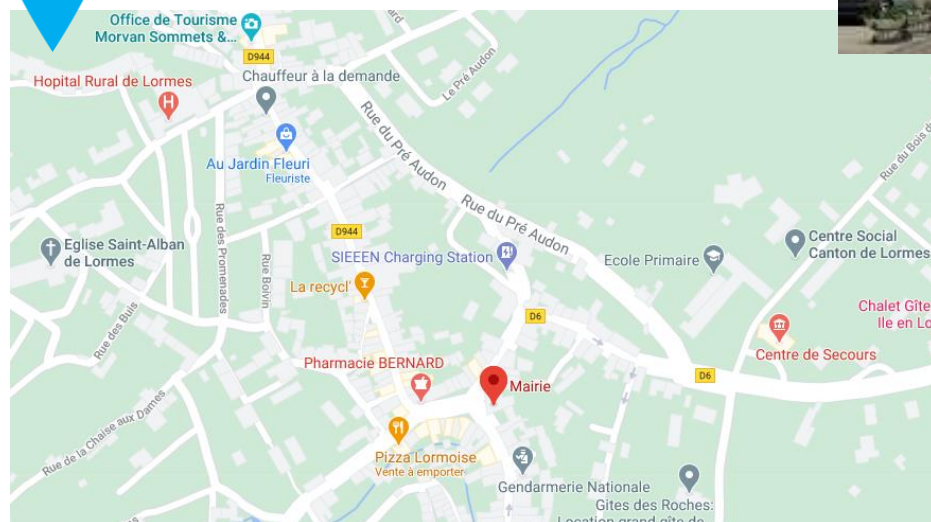 Office de Tourisme
Morvan Sommets &...
D944
Hopital Rural de Lormes
Chauffeur à la demande
Le Pré Audon
Rue du Pré Audon
Au Jardin Fleuri
Fleuriste
Rue du Bois d
Rue des Promenades
Rue du Pré Audon
D944
Eglise Saint-Alban
de Lormes
Rue Boivin
SIEEEN Charging Station
Ecole Primaire
Centre Social
Canton de Lormes
La recycl'
Rue des Buis
D6
Chalet Gîte
Ile en Lo
Centre de Secours
Pharmacie BERNARD
Mairie
D6
Rue de la Chaise aux Dames
Pizza Lormoise
Vente à emporter
Gendarmerie Nationale
Gites des Roches:
Location grand gîte de